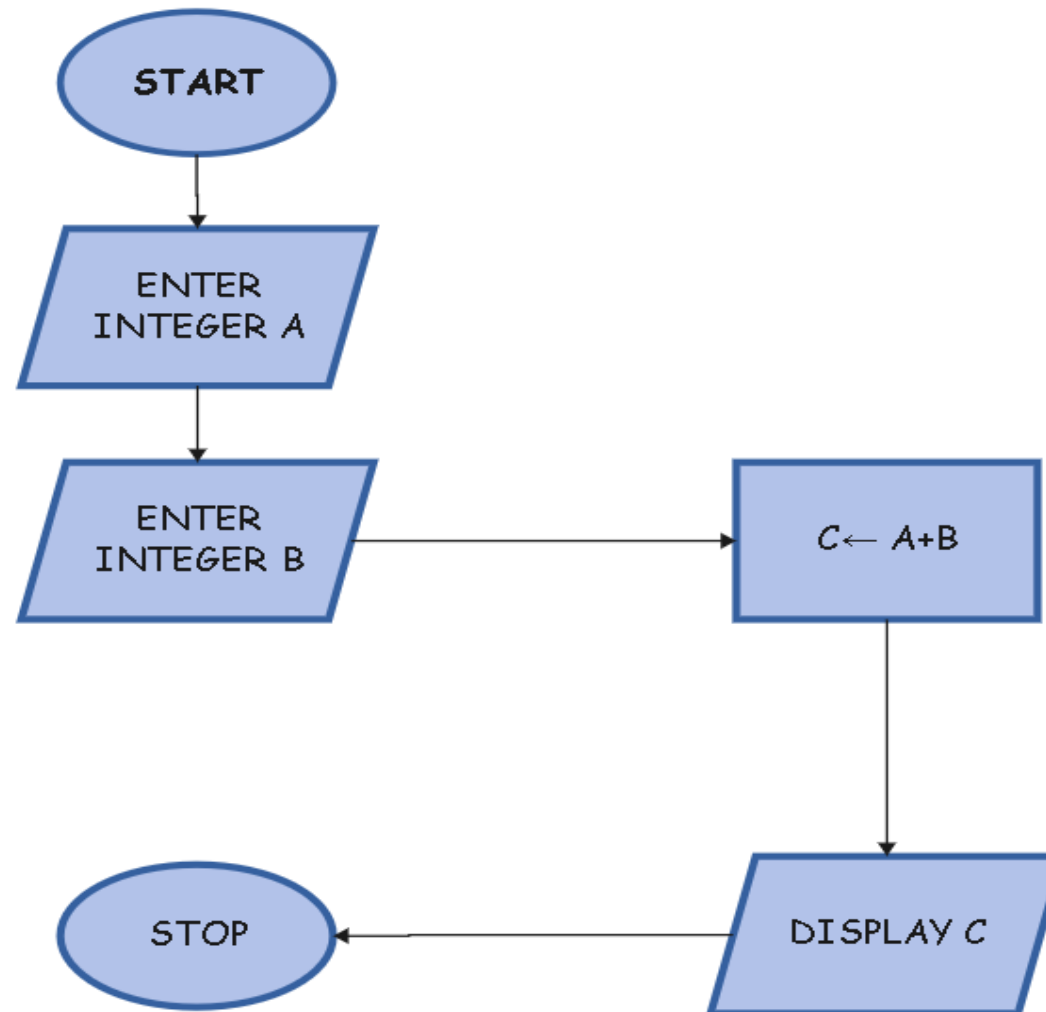 START
ENTER
INTEGER A
ENTER
INTEGER B
C← A+B
DISPLAY C
STOP